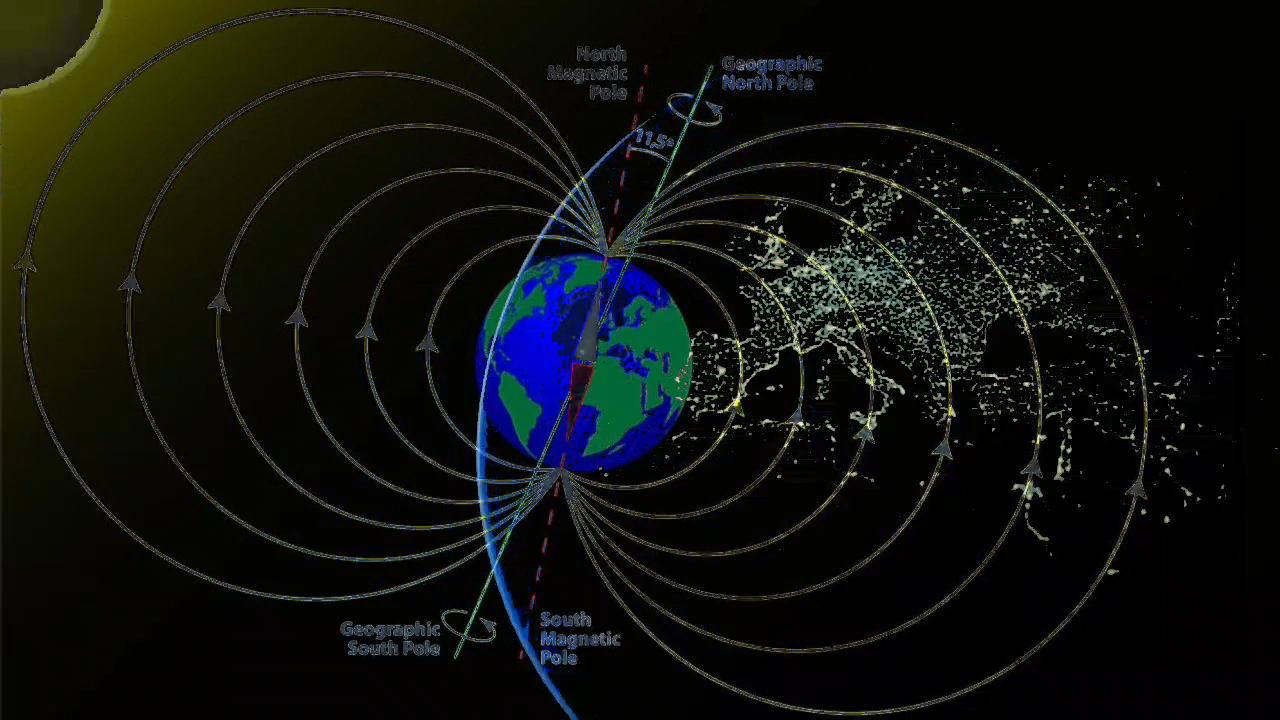 North
Magnetic
Pole
Geographic
North Pole
11,5°
Geographic
South Pole
South
Magnetic
Pole